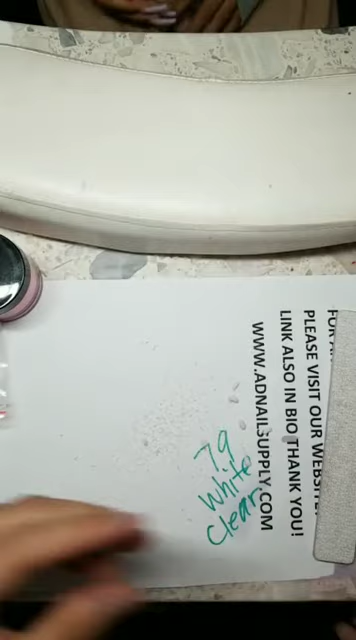 PLEASE VISIT OUR WEBSITE
LINK ALSO IN BIO THANK YOU!
WWW.ADNAILSUPPLY.COM
79
White
Clear